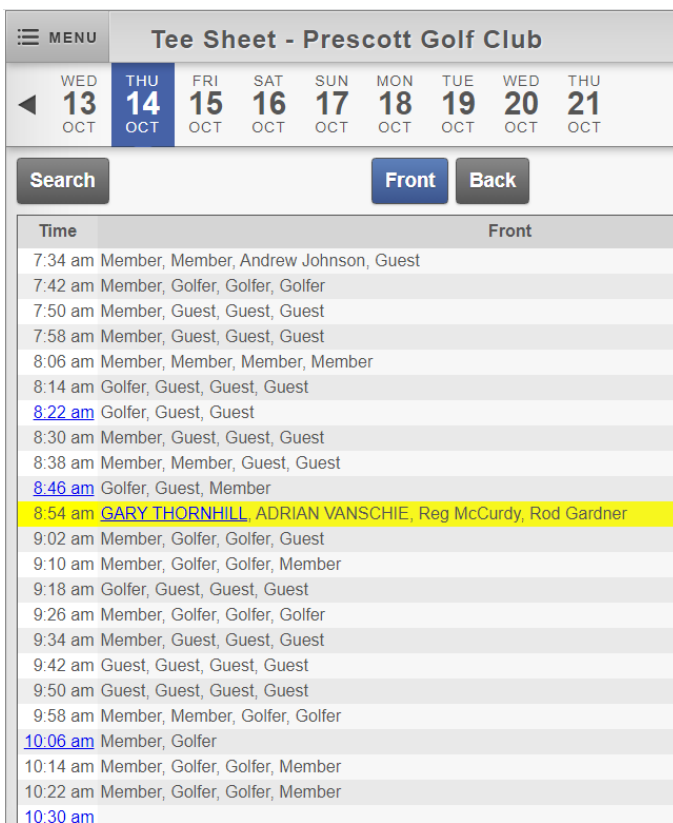 MENU Tee Sheet - Prescott Golf Club
WED THU FRI SAT SUN MON TUE WED THU
13 14 15 16 17 18 19 20 21
OCT OCT OCT OCT OCT OCT OCT OCT OCT
Search Front Back
Time Front
7:34 am Member, Member, Andrew Johnson, Guest
7:42 am Member, Golfer, Golfer, Golfer
7:50 am Member, Guest, Guest, Guest
7:58 am Member, Guest, Guest, Guest
8:06 am Member, Member, Member, Member
8:14 am Golfer, Guest, Guest, Guest
8:22 am Golfer, Guest, Guest
8:30 am Member, Guest, Guest, Guest
8:38 am Member, Member, Guest, Guest
8:46 am Golfer, Guest, Member
8:54 am GARY THORNHILL, ADRIAN VANSCHIE, Reg McCurdy, Rod Gardner
9:02 am Member, Golfer, Golfer, Guest
9:10 am Member, Golfer, Golfer, Member
9:18 am Golfer, Guest, Guest, Guest
9:26 am Member, Golfer, Golfer, Golfer
9:34 am Member, Guest, Guest, Guest
9:42 am Guest, Guest, Guest, Guest
9:50 am Guest, Guest, Guest, Guest
9:58 am Member, Member, Golfer, Golfer
10:06 am Member, Golfer
10:14 am Member, Golfer, Golfer, Member
10:22 am Member, Golfer, Golfer, Member
10:30 am